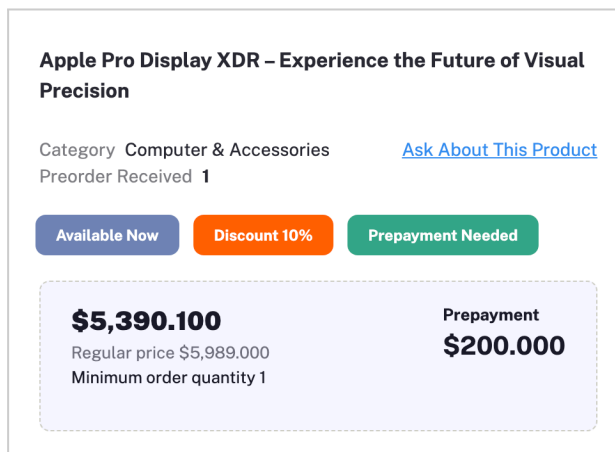 Apple Pro Display XDR – Experience the Future of Visual
Precision
Category Computer & Accessories
Ask About This Product
Preorder Received 1
Available Now
Discount 10%
Prepayment Needed
$5,390.100
Regular price $5,989.000
Minimum order quantity 1
Prepayment
$200.000